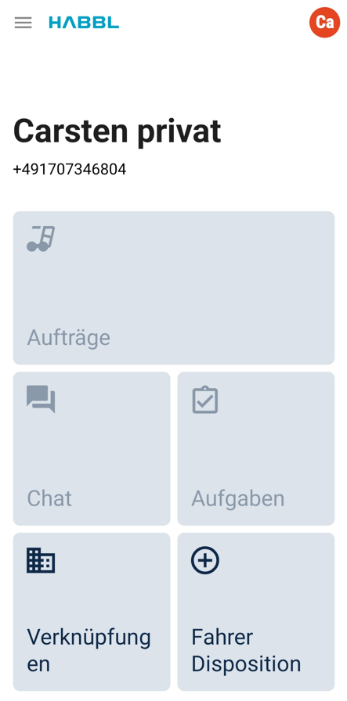 HABBL
Ca
Carsten privat
+491707346804
Aufträge
Chat
Aufgaben
Verknüpfung
en
Fahrer
Disposition